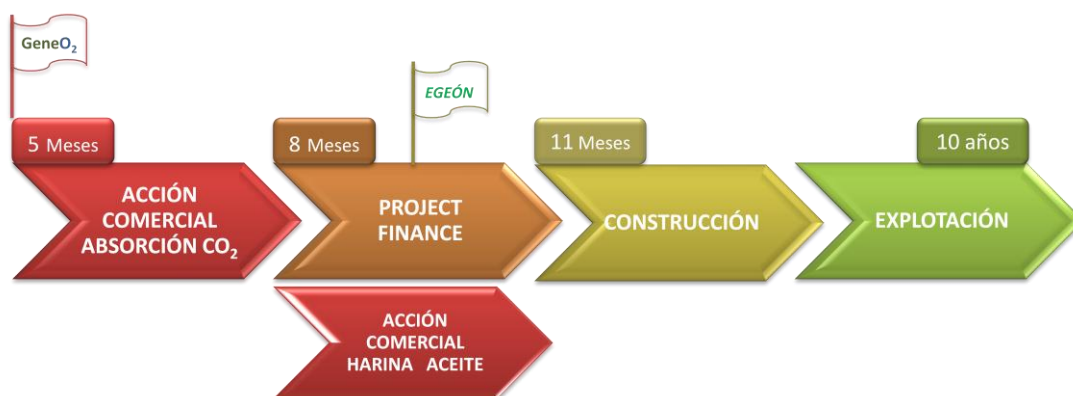 GeneO₂
EGEÓN
5 Meses
8 Meses
11 Meses
10 años
ACCIÓN
COMERCIAL
ABSORCIÓN CO₂
PROJECT
FINANCE
CONSTRUCCIÓN
EXPLOTACIÓN
ACCIÓN
COMERCIAL
HARINA ACEITE